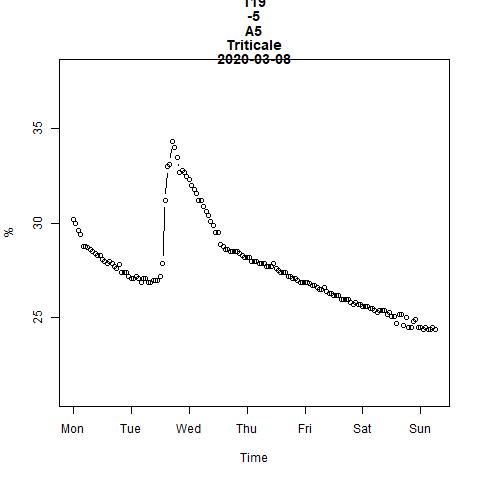 T19
-5
A5
Triticale
2020-03-08
35
30
25
%
Mon Tue Wed Thu Fri Sat Sun
Time